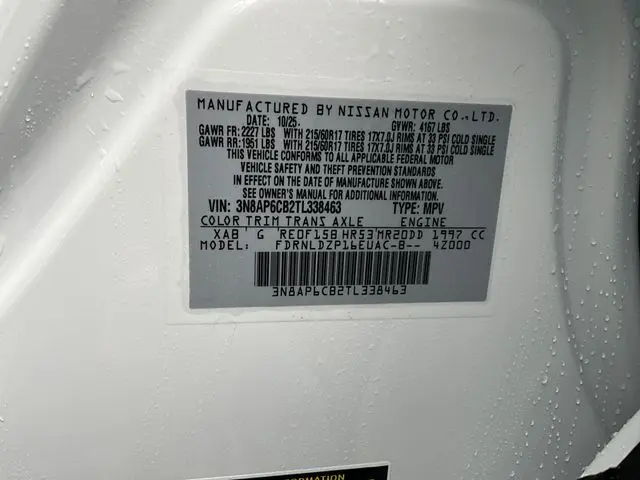 MANUFACTURED BY NISSAN MOTOR CO., LTD.
DATE: 10/25 GVWR: 4167 LBS
GAWR FR: 2227 LBS WITH 215/60R17 TIRES 17X7.0J RIMS AT 33 PSI COLD SINGLE
GAWR RR: 1951 LBS WITH 215/60R17 TIRES 17X7.0J RIMS AT 33 PSI COLD SINGLE
THIS VEHICLE CONFORMS TO ALL APPLICABLE FEDERAL MOTOR
VEHICLE SAFETY AND THEFT PREVENTION STANDARDS
IN EFFECT ON THE DATE OF MANUFACTURE SHOWN ABOVE.
SEE OWNER'S MANUAL FOR ADDITIONAL INFORMATION
VIN: 3N8AP6CB2TL338463 TYPE: MPV
COLOR TRIM TRANS AXLE ENGINE
XAB' G 'RE0F15B HR53'MR20DD 1997 CC
MODEL: FDRNLDZP16EUAC-B-- 4Z000
3N8AP6CB2TL338463
FORMATION